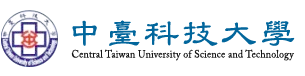 中臺科技大學
Central Taiwan University of Science and Technology